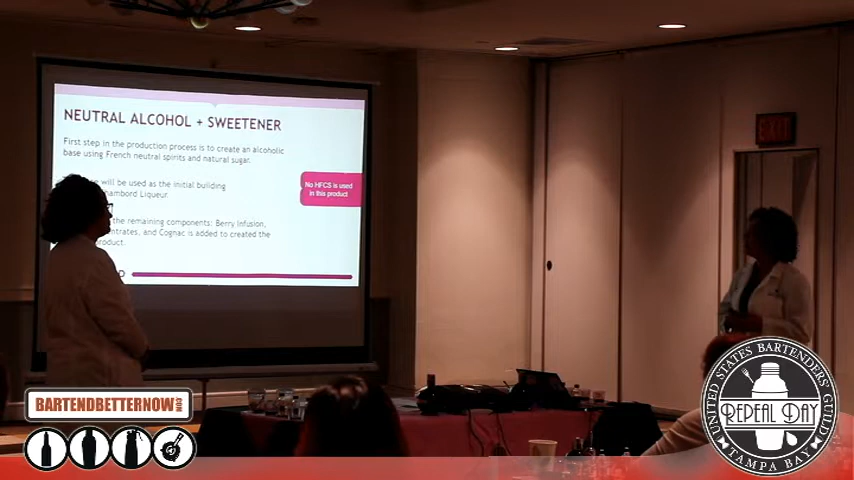 NEUTRAL ALCOHOL + SWEETENER
First step in the production process is to create an alcoholic
base using French neutral spirits and natural sugar.
will be used as the initial building
Chambord Liqueur.
the remaining components: Berry Infusion,
and Cognac is added to created the
No HFCS is used
in this product
EXIT
BARTENDBETTERNOW.COM
UNITED STATES BARTENDERS' GUILD
REPEAL DAY
TAMPA BAY